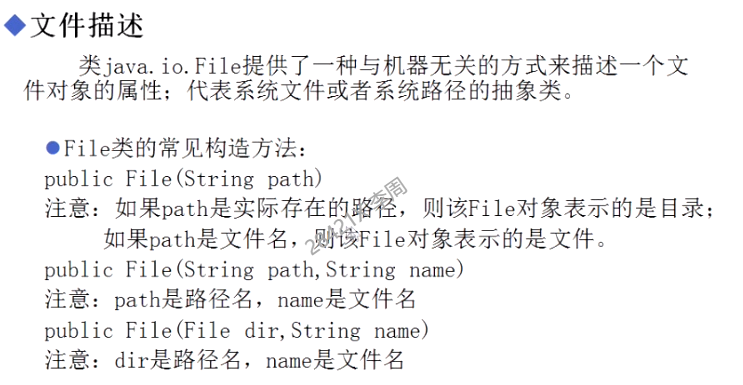 文件描述
类java.io.File提供了一种与机器无关的方式来描述一个文
件对象的属性；代表系统文件或者系统路径的抽象类。
File类的常见构造方法：
public File(String path)
注意：如果path是实际存在的路径，则该File对象表示的是目录；
如果path是文件名，则该File对象表示的是文件。
public File(String path,String name)
注意：path是路径名，name是文件名
public File(File dir,String name)
注意：dir是路径名，name是文件名